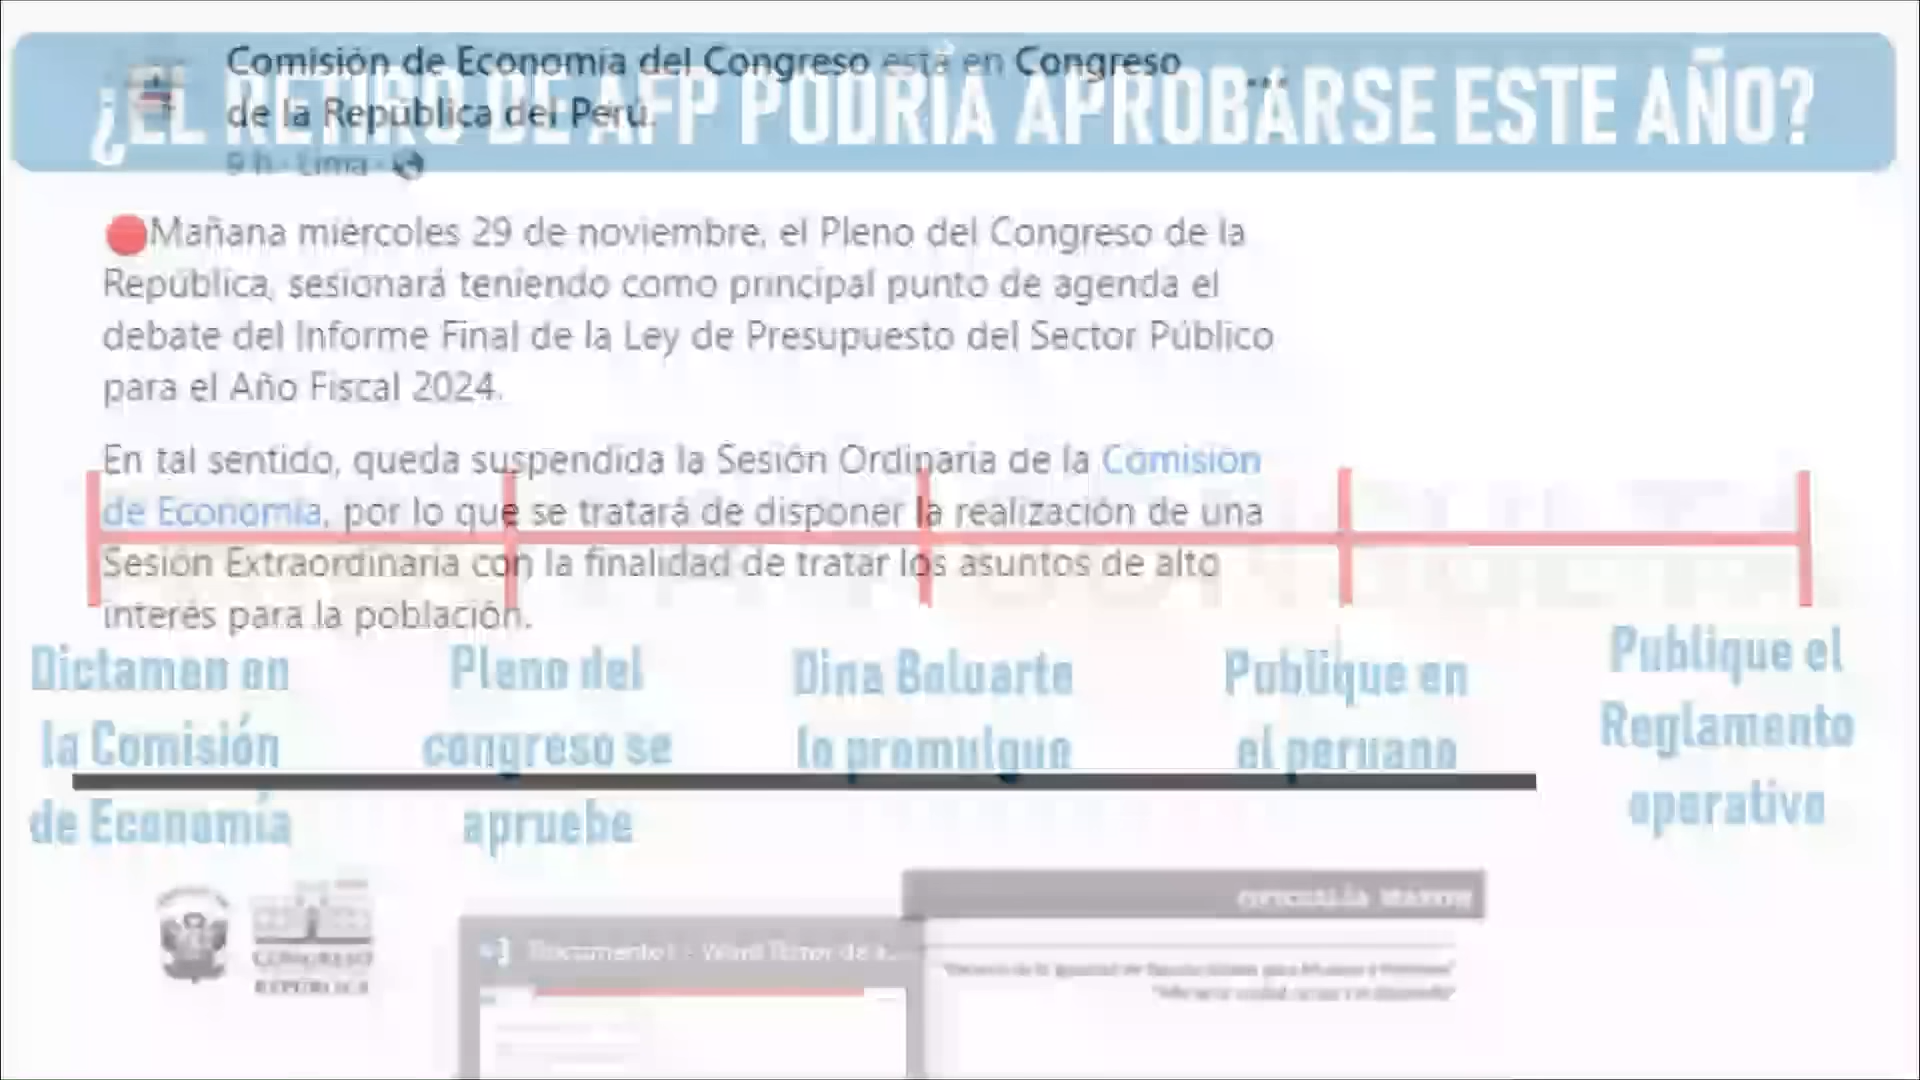 ¿EL RETIRO DE AFP PODRÍA APROBARSE ESTE AÑO?
Comisión de Economía del Congreso está en Congreso
de la República del Perú.
9 h · Lima ·
Mañana miércoles 29 de noviembre, el Pleno del Congreso de la
República, sesionará teniendo como principal punto de agenda el
debate del Informe Final de la Ley de Presupuesto del Sector Público
para el Año Fiscal 2024.
En tal sentido, queda suspendida la Sesión Ordinaria de la Comisión
de Economía, por lo que se tratará de disponer la realización de una
Sesión Extraordinaria con la finalidad de tratar los asuntos de alto
interés para la población.
Dictamen en
la Comisión
de Economía
Pleno del
congreso se
apruebe
Dina Boluarte
lo promulgue
Publique en
el peruano
Publique el
Reglamento
operativo
CONGRESO
REPÚBLICA
Documento1 - Word